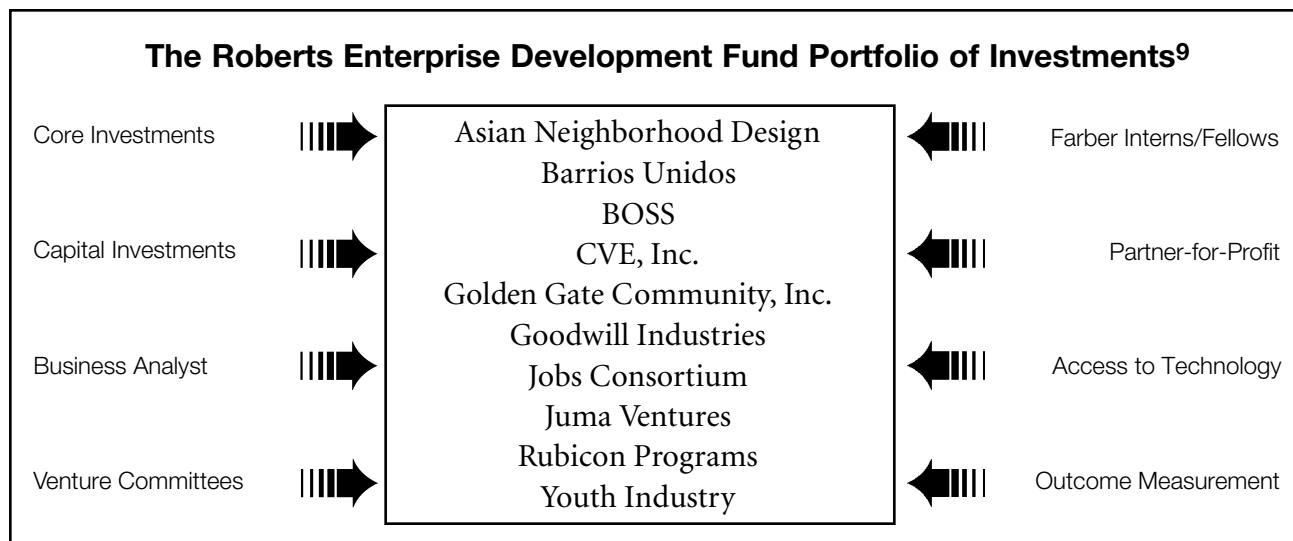 The Roberts Enterprise Development Fund Portfolio of Investments9
Core Investments
Capital Investments
Business Analyst
Venture Committees
Asian Neighborhood Design
Barrios Unidos
BOSS
CVE, Inc.
Golden Gate Community, Inc.
Goodwill Industries
Jobs Consortium
Juma Ventures
Rubicon Programs
Youth Industry
Farber Interns/Fellows
Partner-for-Profit
Access to Technology
Outcome Measurement